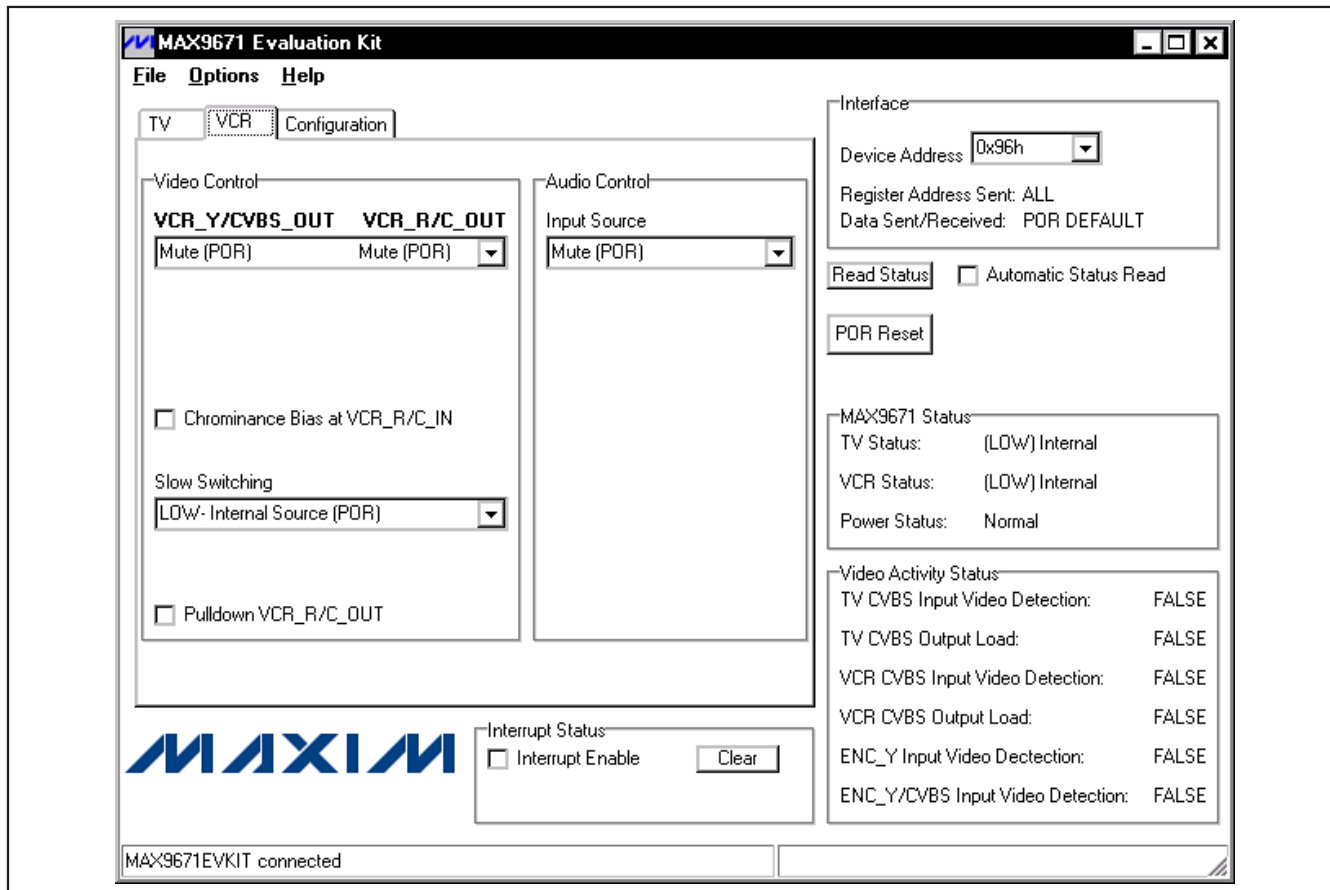 MAX9671 Evaluation Kit
File Options Help
TV VCR Configuration
Video Control
VCR_Y/CVBS_OUT VCR_R/C_OUT
Mute (POR) Mute (POR)
Chrominance Bias at VCR_R/C_IN
Slow Switching
LOW- Internal Source (POR)
Pulldown VCR_R/C_OUT
Audio Control
Input Source
Mute (POR)
Interface
Device Address 0x96h
Register Address Sent: ALL
Data Sent/Received: POR DEFAULT
Read Status Automatic Status Read
POR Reset
MAX9671 Status
TV Status: (LOW) Internal
VCR Status: (LOW) Internal
Power Status: Normal
Video Activity Status
TV CVBS Input Video Detection: FALSE
TV CVBS Output Load: FALSE
VCR CVBS Input Video Detection: FALSE
VCR CVBS Output Load: FALSE
ENC_Y Input Video Dectection: FALSE
ENC_Y/CVBS Input Video Detection: FALSE
MAXIM
Interrupt Status
Interrupt Enable Clear
MAX9671EVKIT connected